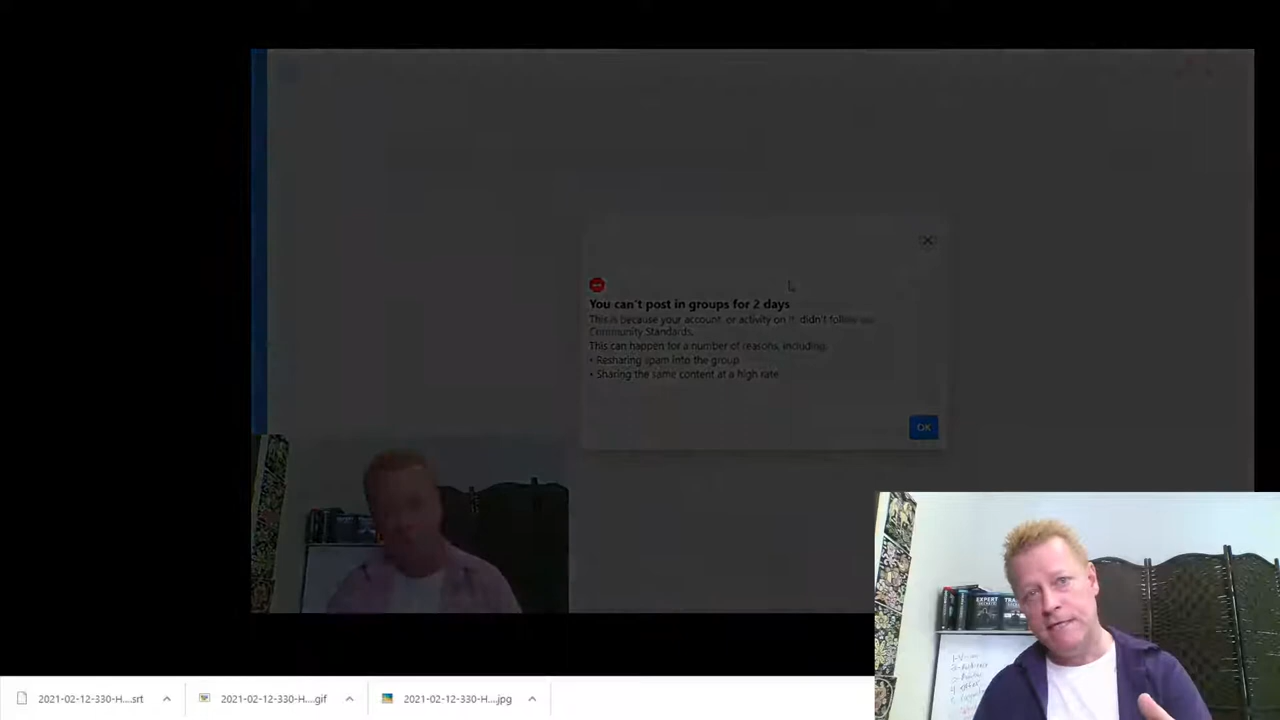 You can't post in groups for 2 days
This is because your account, or activity on it, didn't follow our
Community Standards.
This can happen for a number of reasons, including:
• Resharing spam into the group
• Sharing the same content at a high rate
OK
EXPERT
SECRETS
2021-02-12-330-H....srt
2021-02-12-330-H....gif
2021-02-12-330-H....jpg